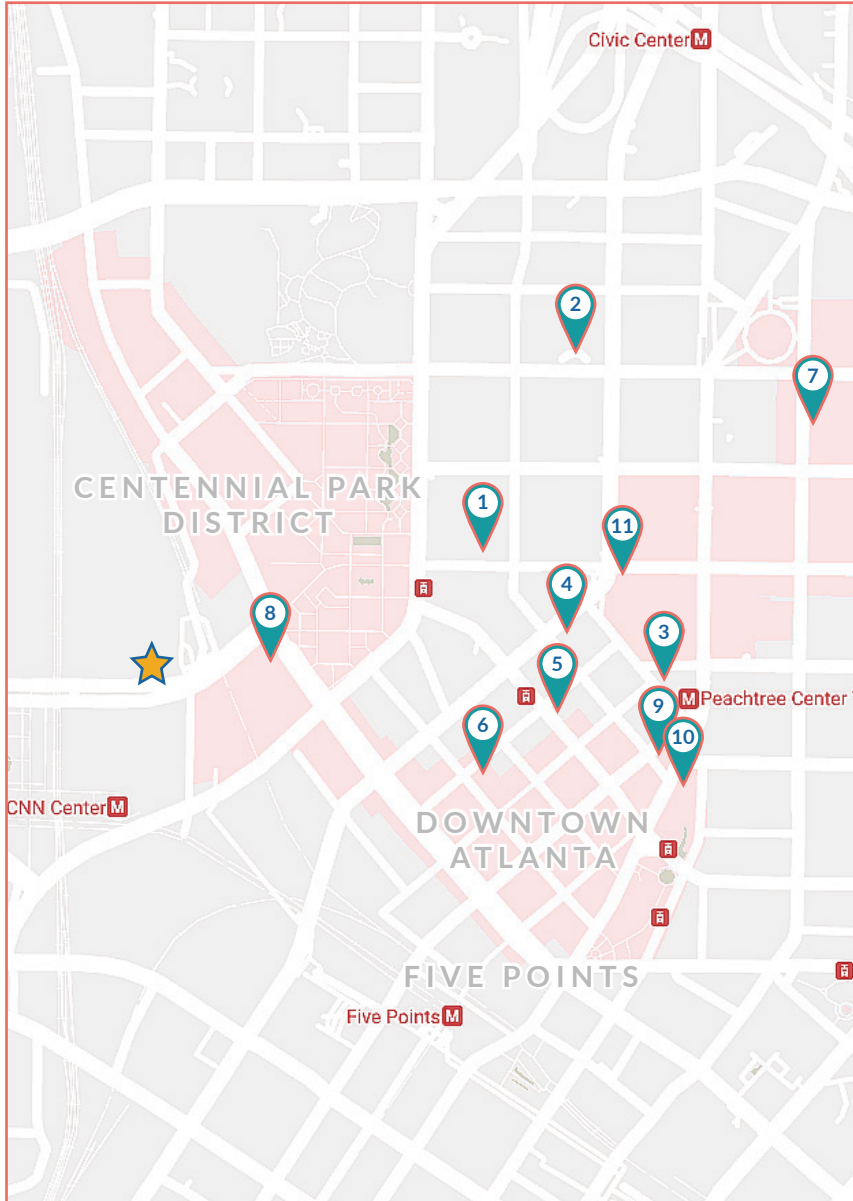 Civic Center M
2
7
CENTENNIAL PARK
DISTRICT
1
11
4
8
3
5
M Peachtree Center
9
6
10
CNN Center M
DOWNTOWN
ATLANTA
FIVE POINTS
Five Points M